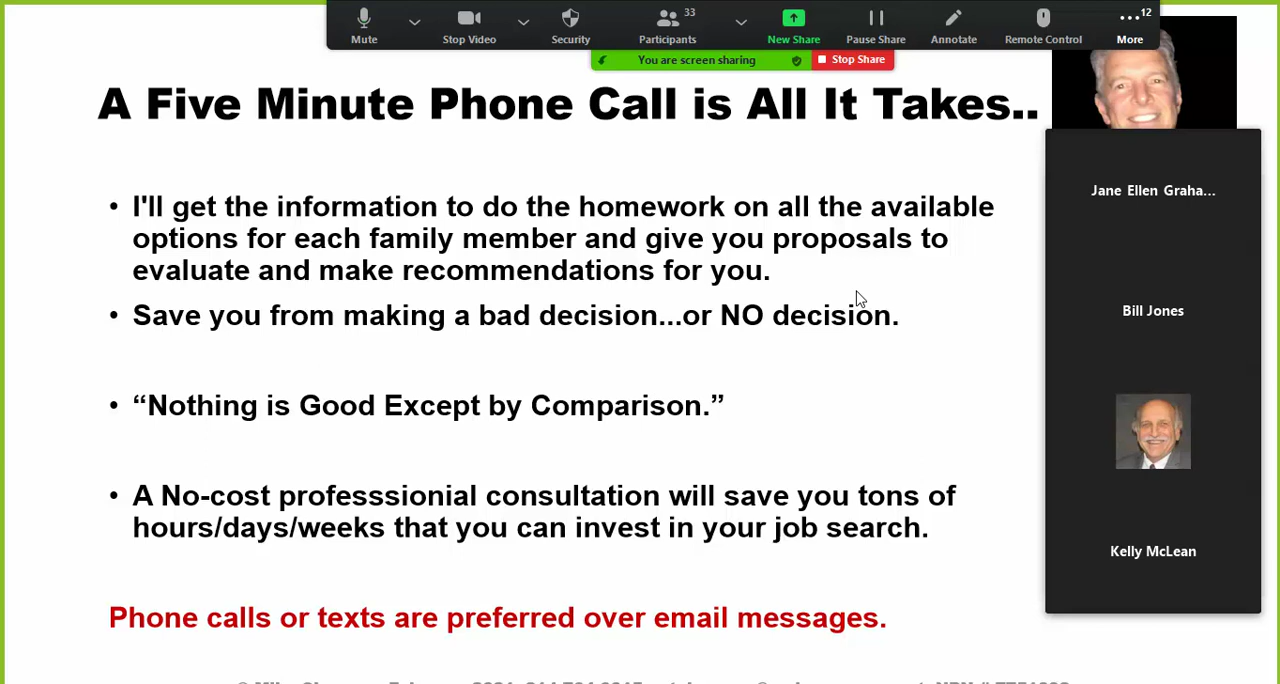 Mute
Stop Video
Security
Participants
33
New Share
Pause Share
Annotate
Remote Control
More
12
You are screen sharing
Stop Share
A Five Minute Phone Call is All It Takes..
• I'll get the information to do the homework on all the available
options for each family member and give you proposals to
evaluate and make recommendations for you.
• Save you from making a bad decision...or NO decision.
• “Nothing is Good Except by Comparison.”
• A No-cost professsionial consultation will save you tons of
hours/days/weeks that you can invest in your job search.
Phone calls or texts are preferred over email messages.
Jane Ellen Graha...
Bill Jones
Kelly McLean